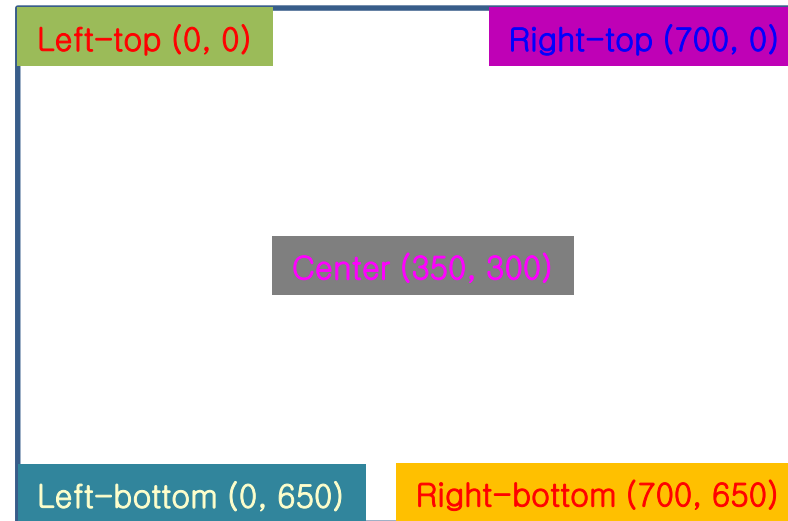 Left-top (0, 0)
Right-top (700, 0)
Center (350, 300)
Left-bottom (0, 650)
Right-bottom (700, 650)